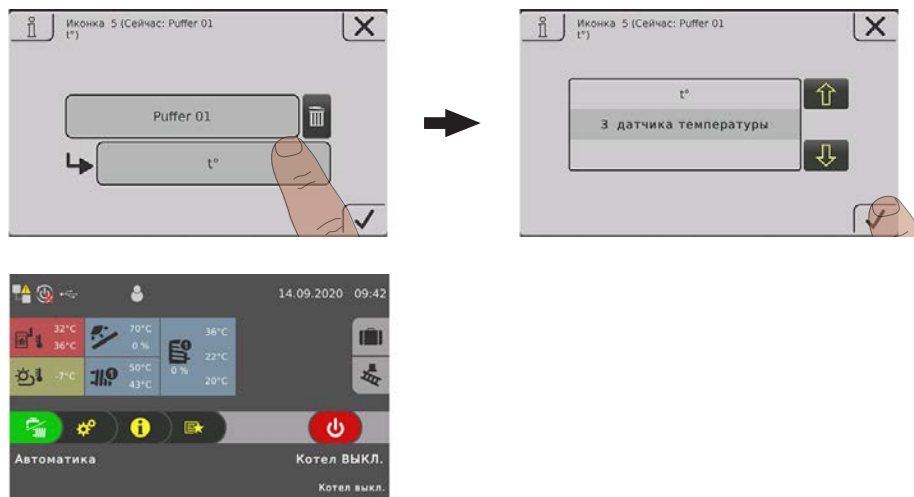 Иконка 5 (Сейчас: Puffer 01
t°)
Puffer 01
t°
Иконка 5 (Сейчас: Puffer 01
t°)
t°
3 датчика температуры
14.09.2020 09:42
32°C
36°C
70°C
0 %
36°C
22°C
20°C
0 %
-7°C
50°C
43°C
Автоматика
Котел ВЫКЛ.
Котел выкл.